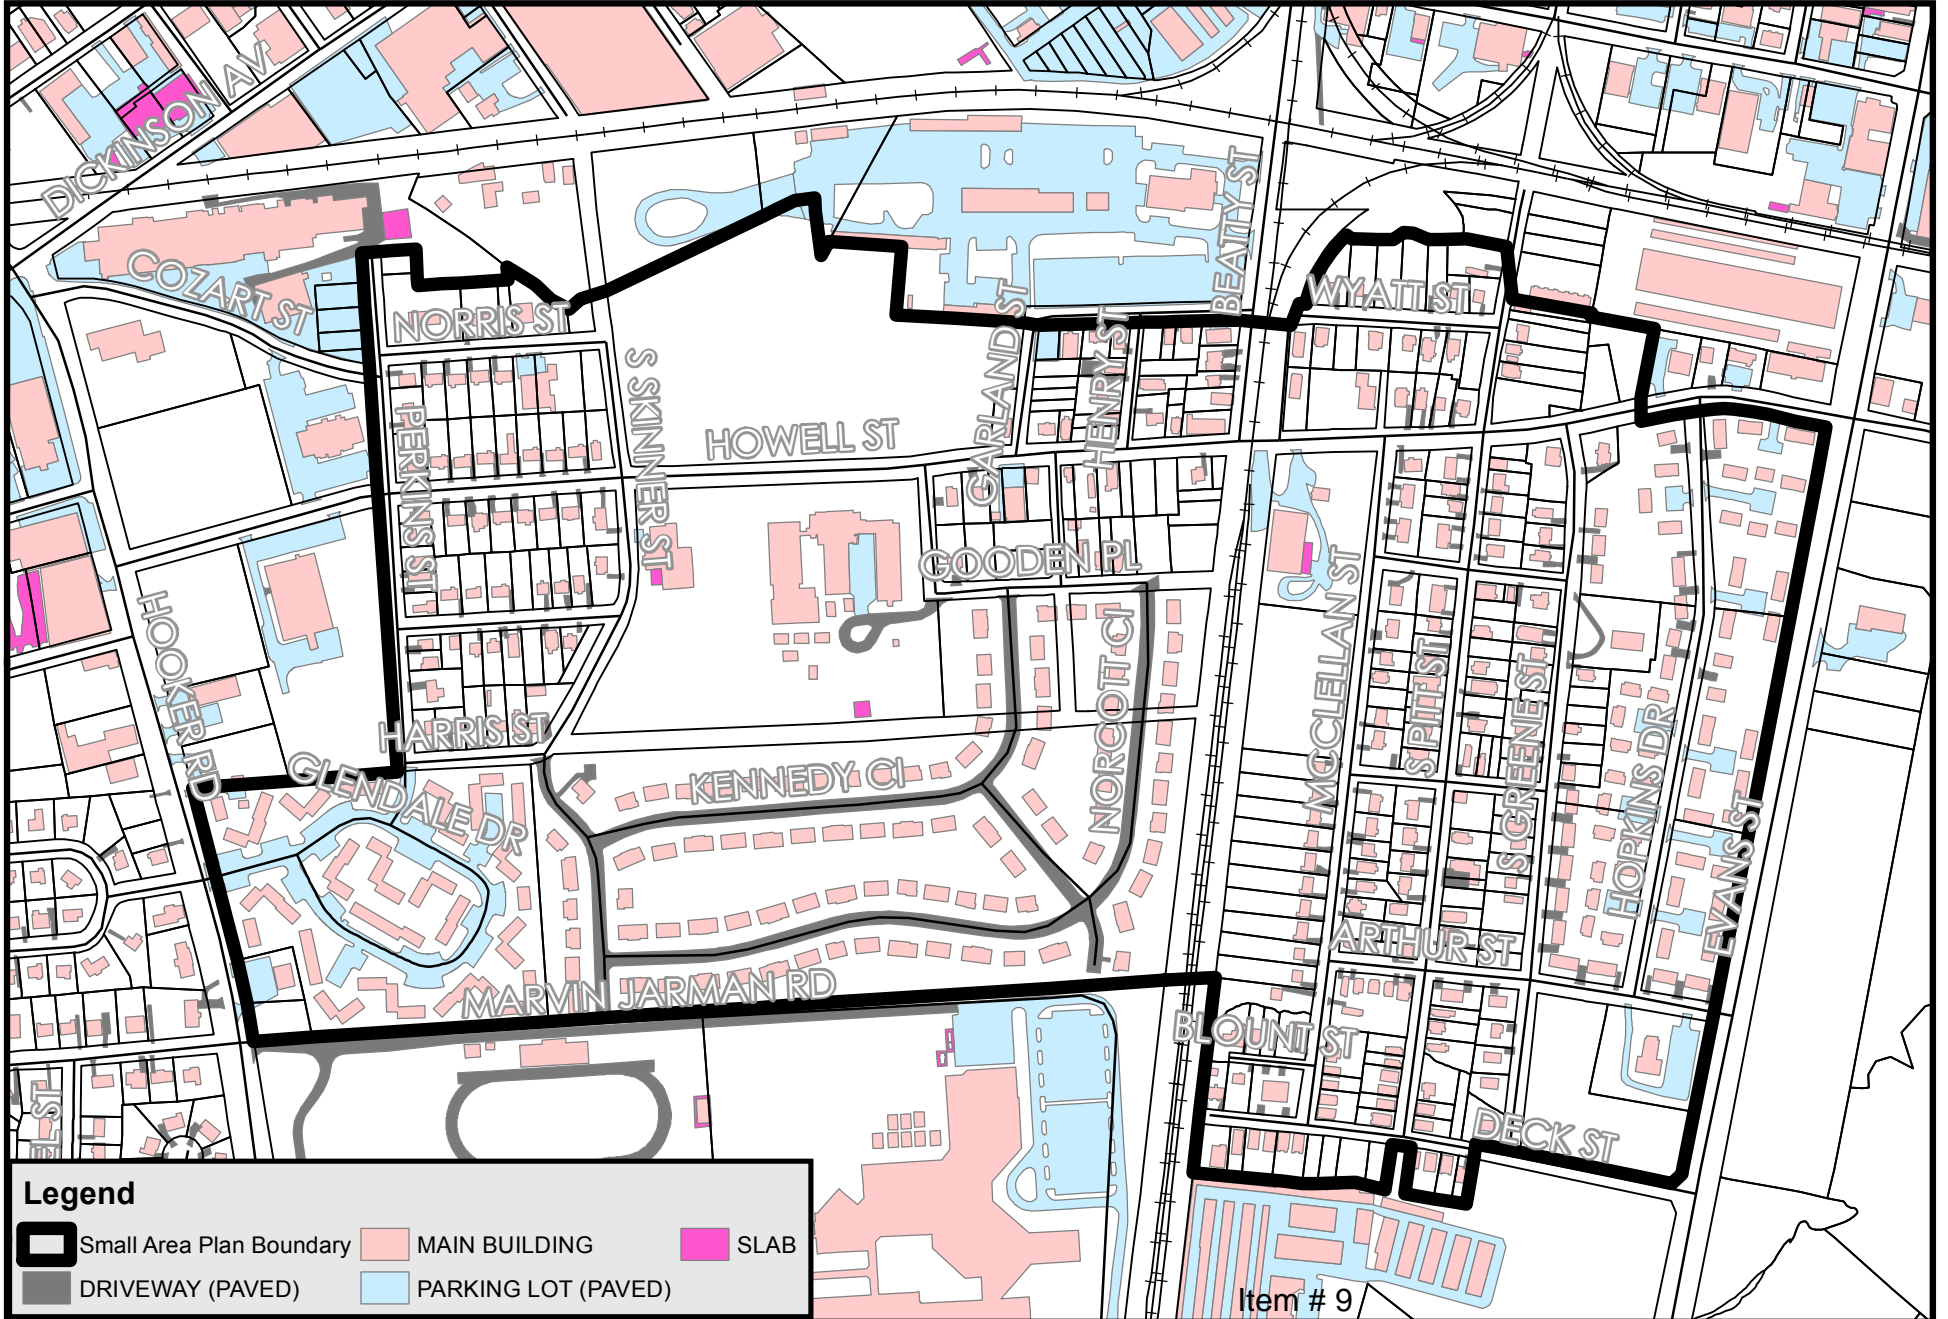 DICKINSON AV
COZART ST
NORRIS ST
BEATTY ST
WYATT ST
GARLAND ST
HENRY ST
S SKINNER ST
PERKINS ST
HOWELL ST
GOODEN PL
HOOKER RD
HARRIS ST
GLENDALE DR
KENNEDY CI
NORCOTT CI
MCCLELLAN ST
S PITT ST
S GREENE ST
HOPKINS DR
EVANS ST
ARTHUR ST
MARVIN JARMAN RD
BLOUNT ST
DECK ST
EL ST
Legend
Small Area Plan Boundary
MAIN BUILDING
SLAB
DRIVEWAY (PAVED)
PARKING LOT (PAVED)
Item # 9